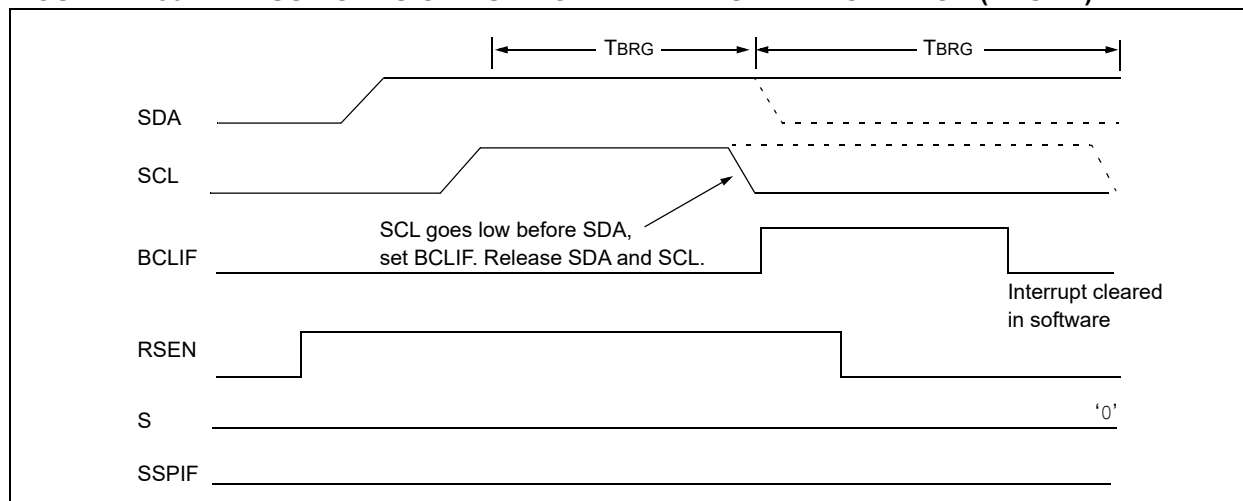 TBRG TBRG
SDA
SCL
SCL goes low before SDA,
set BCLIF. Release SDA and SCL.
BCLIF
Interrupt cleared
in software
RSEN
S ‘0’
SSPIF